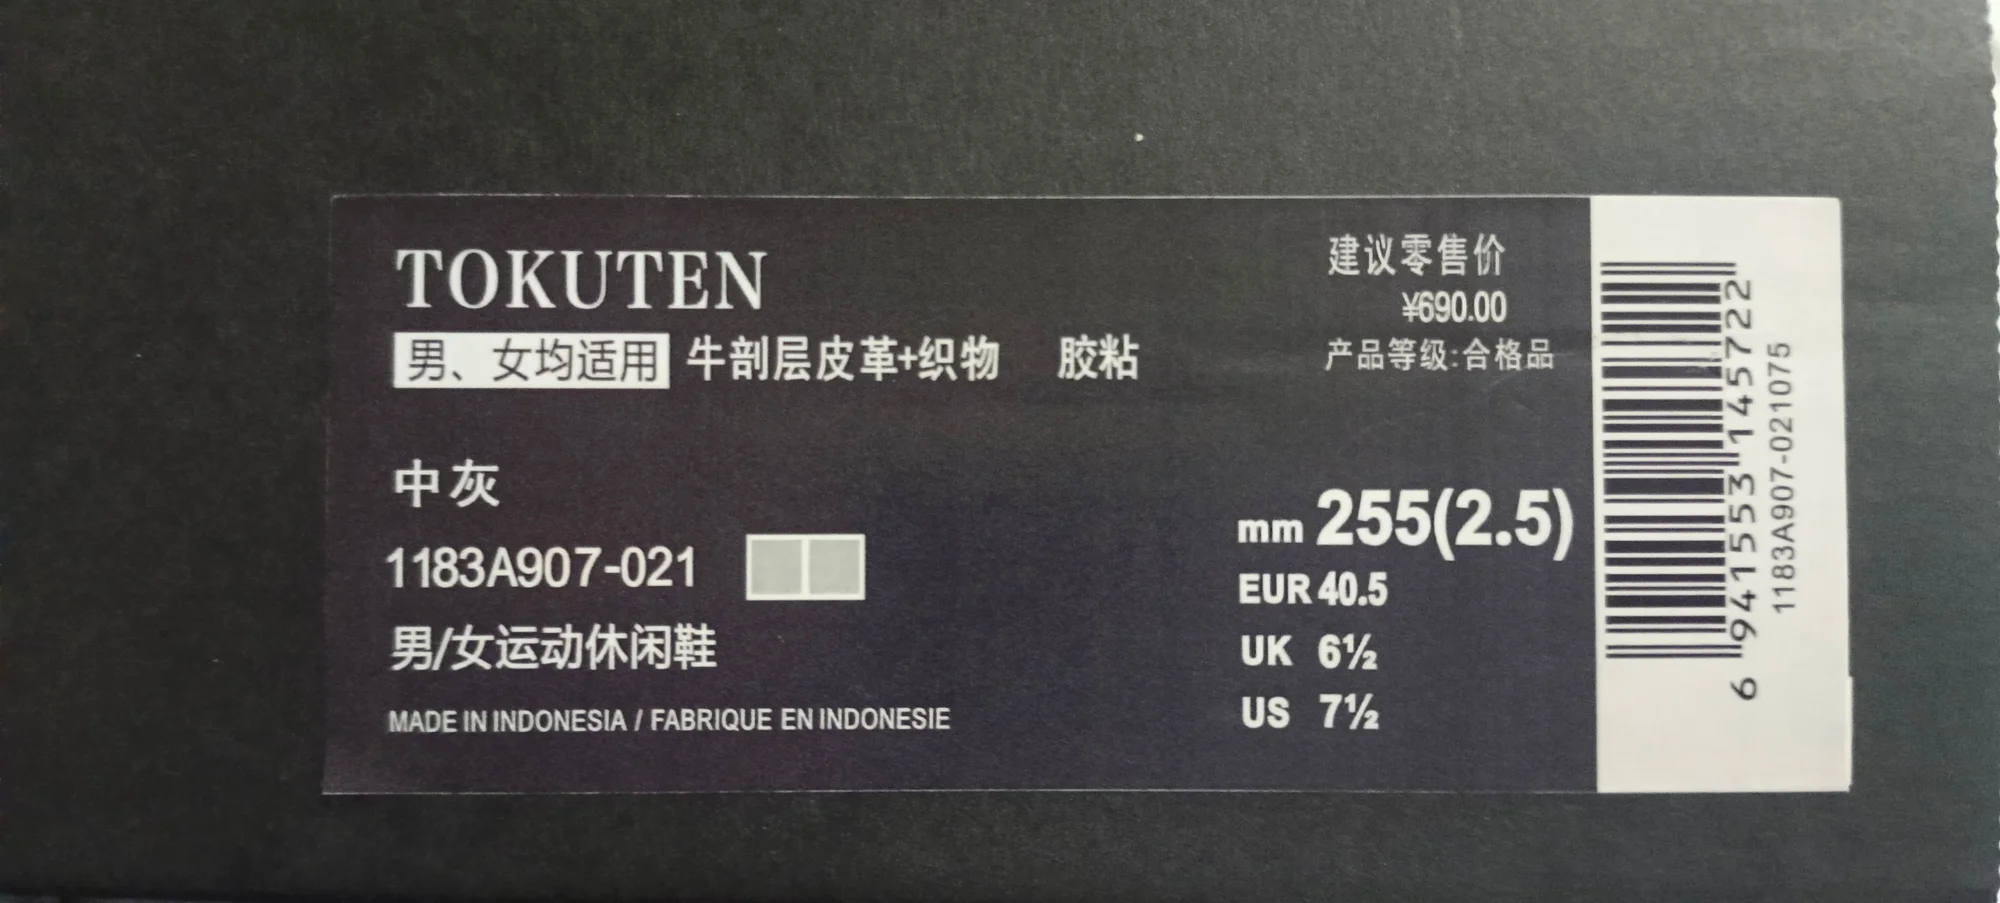 TOKUTEN
男、女均适用 牛剖层皮革+织物 胶粘
建议零售价
¥690.00
产品等级:合格品
中灰
1183A907-021
男/女运动休闲鞋
MADE IN INDONESIA / FABRIQUE EN INDONESIE
mm 255(2.5)
EUR 40.5
UK 6½
US 7½
6 941553 145722
1183A907-021075